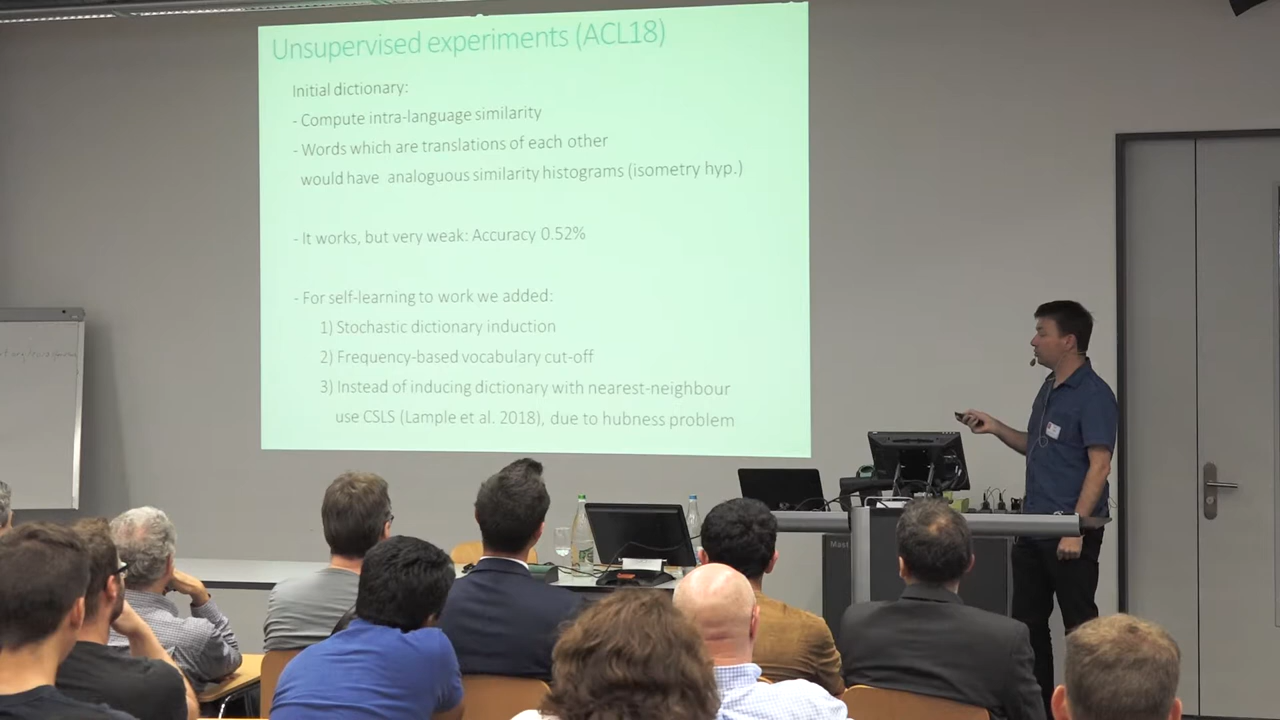 Unsupervised experiments (ACL18)
Initial dictionary:
- Compute intra-language similarity
- Words which are translations of each other
would have analoguous similarity histograms (isometry hyp.)
- It works, but very weak: Accuracy 0.52%
- For self-learning to work we added:
1) Stochastic dictionary induction
2) Frequency-based vocabulary cut-off
3) Instead of inducing dictionary with nearest-neighbour
use CSLS (Lample et al. 2018), due to hubness problem
Mast